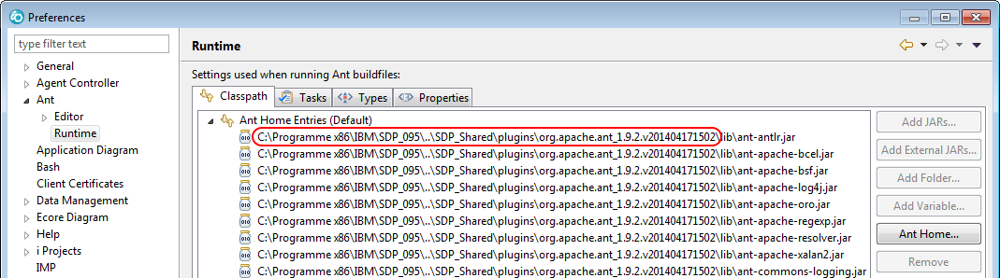 Preferences
type filter text
General
Agent Controller
Ant
Editor
Runtime
Application Diagram
Bash
Client Certificates
Data Management
Ecore Diagram
Help
i Projects
IMP
Runtime
Settings used when running Ant buildfiles:
Classpath Tasks Types Properties
Ant Home Entries (Default)
C:\Programme x86\IBM\SDP_095\..\SDP_Shared\plugins\org.apache.ant_1.9.2.v201404171502\lib\ant-antlr.jar
C:\Programme x86\IBM\SDP_095\..\SDP_Shared\plugins\org.apache.ant_1.9.2.v201404171502\lib\ant-apache-bcel.jar
C:\Programme x86\IBM\SDP_095\..\SDP_Shared\plugins\org.apache.ant_1.9.2.v201404171502\lib\ant-apache-bsf.jar
C:\Programme x86\IBM\SDP_095\..\SDP_Shared\plugins\org.apache.ant_1.9.2.v201404171502\lib\ant-apache-log4j.jar
C:\Programme x86\IBM\SDP_095\..\SDP_Shared\plugins\org.apache.ant_1.9.2.v201404171502\lib\ant-apache-oro.jar
C:\Programme x86\IBM\SDP_095\..\SDP_Shared\plugins\org.apache.ant_1.9.2.v201404171502\lib\ant-apache-regexp.jar
C:\Programme x86\IBM\SDP_095\..\SDP_Shared\plugins\org.apache.ant_1.9.2.v201404171502\lib\ant-apache-resolver.jar
C:\Programme x86\IBM\SDP_095\..\SDP_Shared\plugins\org.apache.ant_1.9.2.v201404171502\lib\ant-apache-xalan2.jar
C:\Programme x86\IBM\SDP_095\..\SDP_Shared\plugins\org.apache.ant_1.9.2.v201404171502\lib\ant-commons-logging.jar
Add JARs...
Add External JARs...
Add Folder...
Add Variable...
Ant Home...
Remove